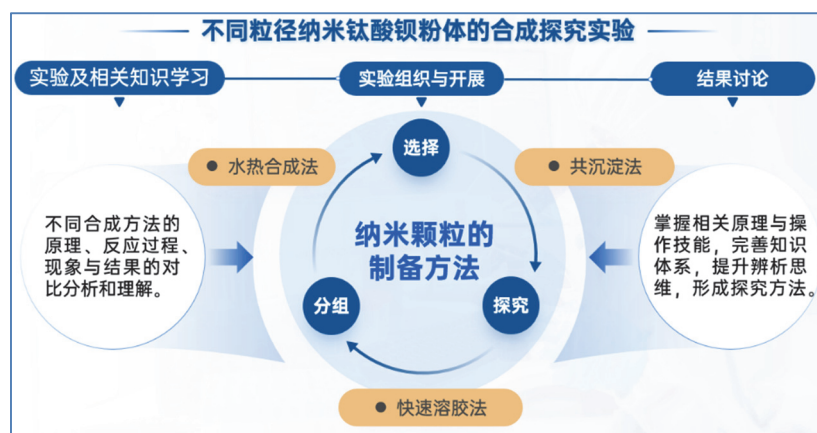 不同粒径纳米钛酸钡粉体的合成探究实验
实验及相关知识学习
实验组织与开展
结果讨论
选择
水热合成法
共沉淀法
不同合成方法的
原理、反应过程、
现象与结果的对
比分析和理解。
纳米颗粒的
制备方法
掌握相关原理与操
作技能，完善知识
体系，提升辨析思
维，形成探究方法。
分组
探究
快速溶胶法